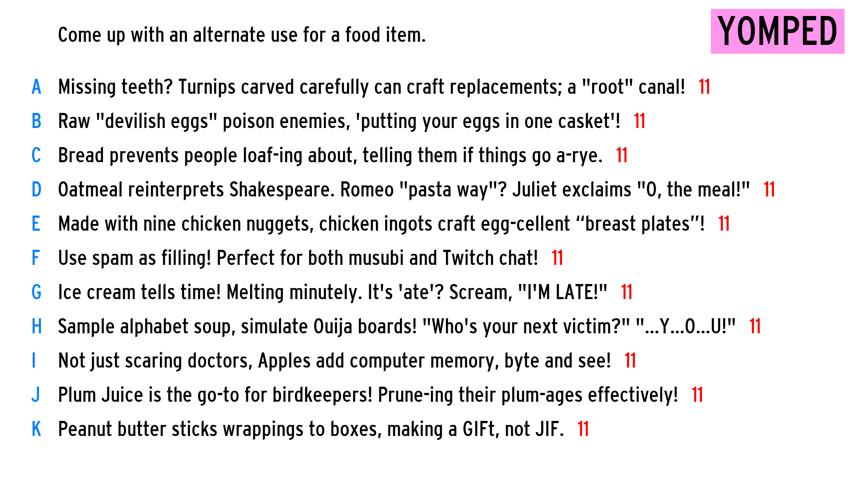 Come up with an alternate use for a food item.
YOMPED
A Missing teeth? Turnips carved carefully can craft replacements; a "root" canal! 11
B Raw "devilish eggs" poison enemies, 'putting your eggs in one casket'! 11
C Bread prevents people loaf-ing about, telling them if things go a-rye. 11
D Oatmeal reinterprets Shakespeare. Romeo "pasta way"? Juliet exclaims "O, the meal!" 11
E Made with nine chicken nuggets, chicken ingots craft egg-cellent “breast plates”! 11
F Use spam as filling! Perfect for both musubi and Twitch chat! 11
G Ice cream tells time! Melting minutely. It's 'ate'? Scream, "I'M LATE!" 11
H Sample alphabet soup, simulate Ouija boards! "Who's your next victim?" "...Y...O...U!" 11
I Not just scaring doctors, Apples add computer memory, byte and see! 11
J Plum Juice is the go-to for birdkeepers! Prune-ing their plum-ages effectively! 11
K Peanut butter sticks wrappings to boxes, making a GIFt, not JIF. 11